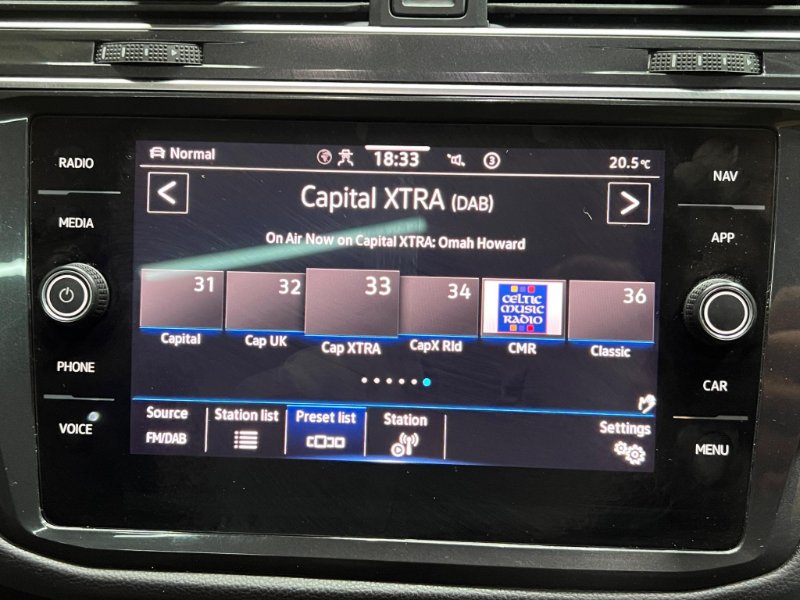 RADIO
MEDIA
PHONE
VOICE
Normal
18:33
3
20.5°C
<
Capital XTRA (DAB)
>
On Air Now on Capital XTRA: Omah Howard
31
32
33
34
CELTIC
MUSIC
RADIO
36
Capital
Cap UK
Cap XTRA
CapX Rld
CMR
Classic
Source
FM/DAB
Station list
Preset list
Station
Settings
NAV
APP
CAR
MENU